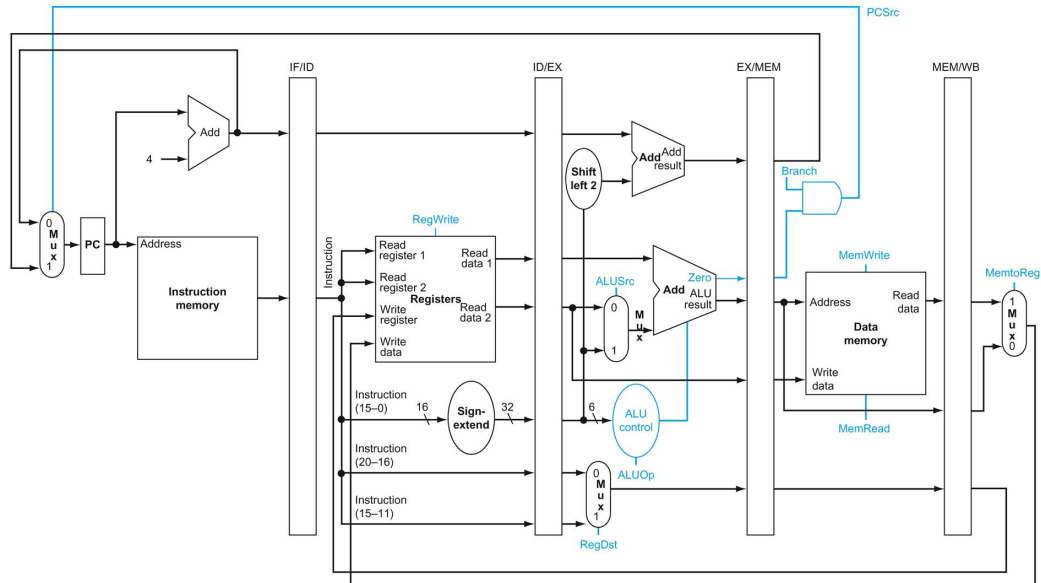 PCSrc
IF/ID
ID/EX
EX/MEM
MEM/WB
Add
4
Shift
left 2
Add
Add
result
Branch
0
M
u
x
1
PC
Address
Instruction
memory
Instruction
RegWrite
Read
register 1
Read
register 2
Write
register
Write
data
Registers
Read
data 1
Read
data 2
ALUSrc
0
1
M
u
x
Add
Zero
ALU
result
MemWrite
Address
Read
data
Data
memory
Write
data
MemRead
MemtoReg
1
M
u
x
0
Instruction
(15–0)
16
Sign-
extend
32
6
ALU
control
ALUOp
Instruction
(20–16)
Instruction
(15–11)
0
M
u
x
1
RegDst